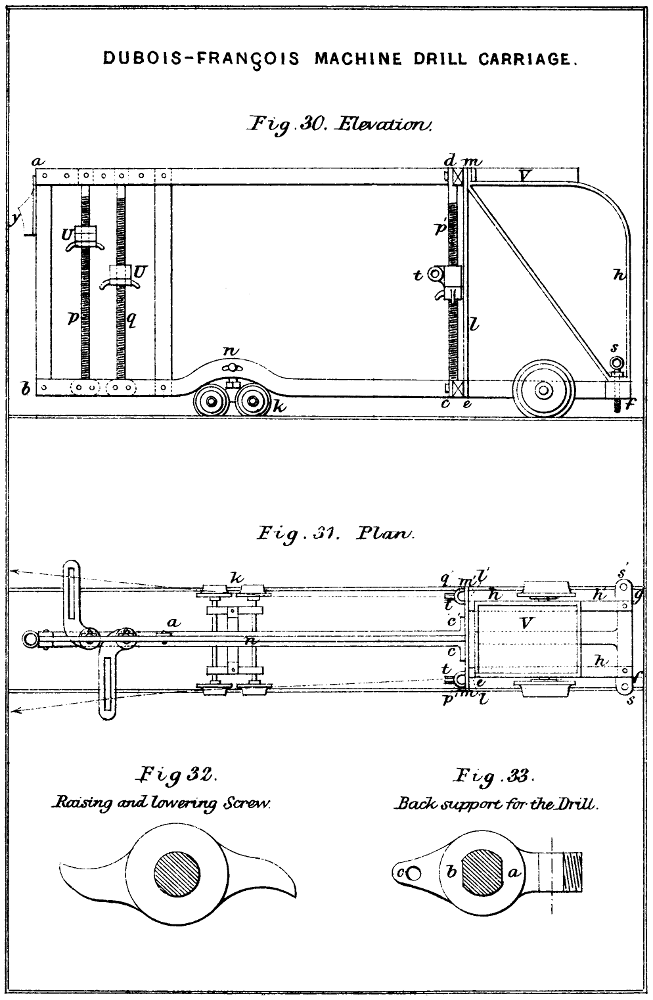 DUBOIS-FRANÇOIS MACHINE DRILL CARRIAGE.
Fig. 30. Elevation.
a d m V
y U U p' t h
p q l
n s
b k c e f
Fig. 31. Plan.
k q' m' l' h h' s' g
t c'
a n V
c h
t e f
p m l s
Fig 32. Fig. 33.
Raising and lowering Screw. Back support for the Drill.
c b a